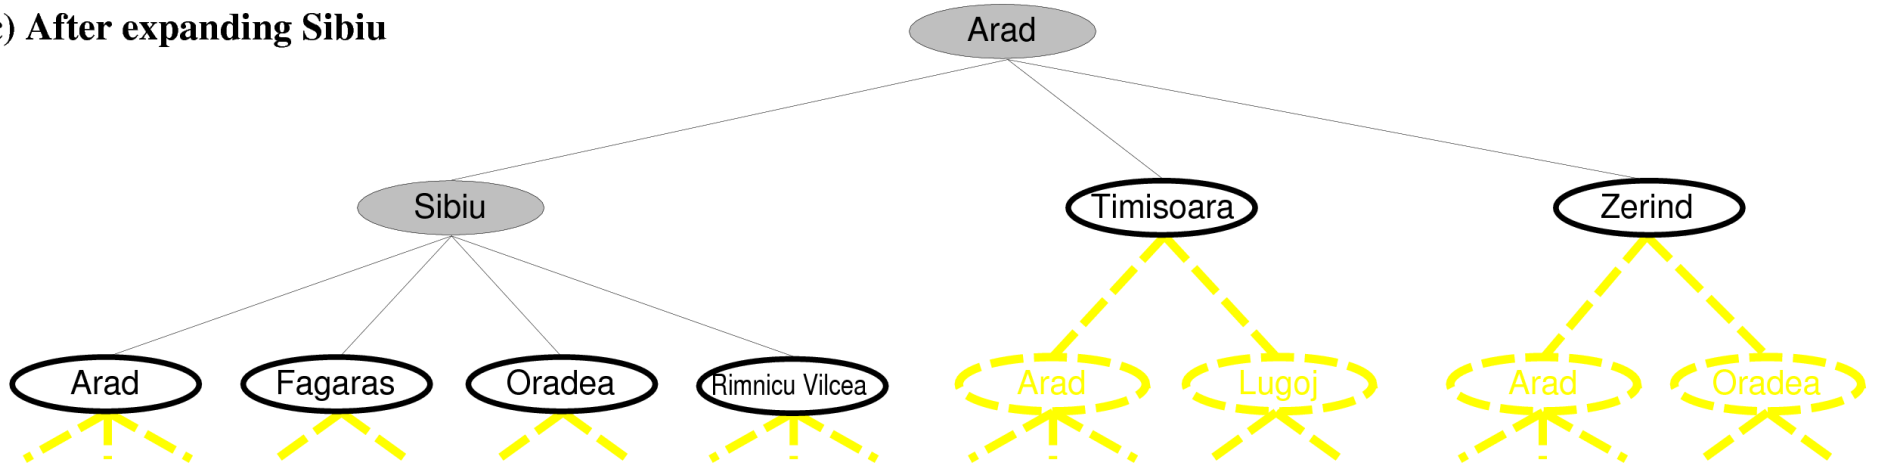 c) After expanding Sibiu
Arad
Sibiu
Timisoara
Zerind
Arad
Fagaras
Oradea
Rimnicu Vilcea
Arad
Lugoj
Arad
Oradea